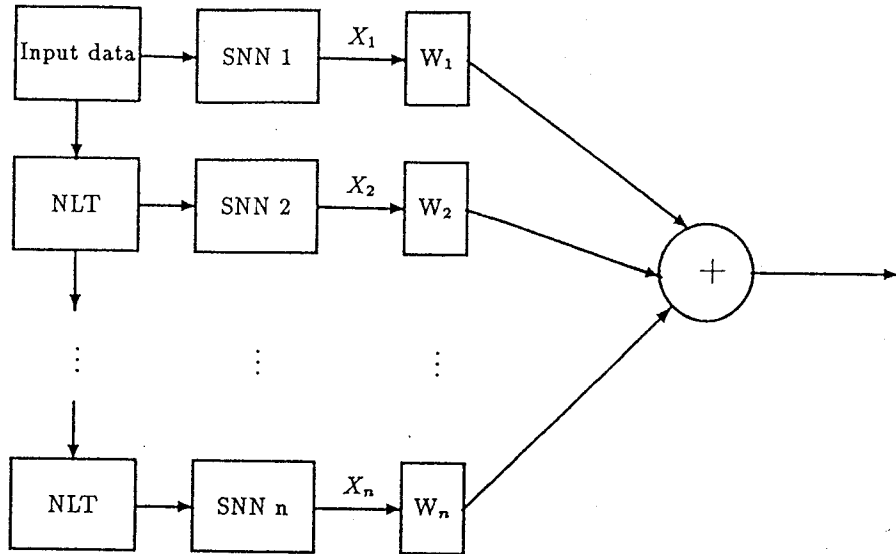 Input data
SNN 1
X₁
W₁
NLT
SNN 2
X₂
W₂
+
⋮
⋮
⋮
NLT
SNN n
Xₙ
Wₙ